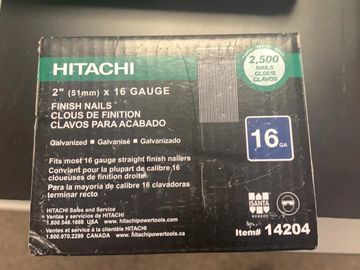 HITACHI
2,500
NAILS
CLOUS
CLAVOS
2" (51mm) x 16 GAUGE
FINISH NAILS
CLOUS DE FINITION
CLAVOS PARA ACABADO
Galvanized • Galvanisé • Galvanizado
16 GA
Fits most 16 gauge straight finish nailers
Convient pour la plupart de calibre 16
cloueuses de finition droite
Para la mayoria de calibre 16 clavadoras
terminar recto
HITACHI Sales and Service
• Ventas y servicios de HITACHI
1.800.546.1666 USA www.hitachipowertools.com
• Ventes et service à la clientèle HITACHI
1.800.970.2299 CANADA www.hitachipowertools.ca
ISANTA
MEMBER
Item# 14204